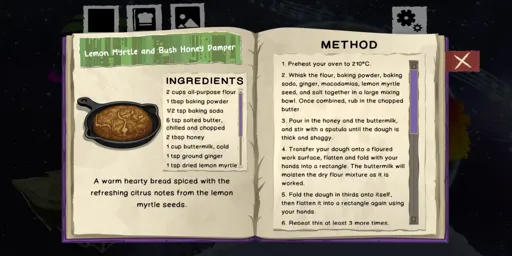 Lemon Myrtle and Bush Honey Damper
INGREDIENTS
2 cups all-purpose flour
1 tbsp baking powder
1/2 tsp baking soda
6 tsp salted butter,
chilled and chopped
2 tbsp honey
1 cup buttermilk, cold
1 tsp ground ginger
1 tsp dried lemon myrtle
A warm hearty bread spiced with the
refreshing citrus notes from the lemon
myrtle seeds.
METHOD
1. Preheat your oven to 210°C.
2. Whisk the flour, baking powder, baking
soda, ginger, macadamias, lemon myrtle
seed, and salt together in a large mixing
bowl. Once combined, rub in the chopped
butter.
3. Pour in the honey and the buttermilk,
and stir with a spatula until the dough is
thick and shaggy.
4. Transfer your dough onto a floured
work surface, flatten and fold with your
hands into a rectangle. The buttermilk will
moisten the dry flour mixture as it is
worked.
5. Fold the dough in thirds onto itself,
then flatten it into a rectangle again using
your hands.
6. Repeat this at least 3 more times.